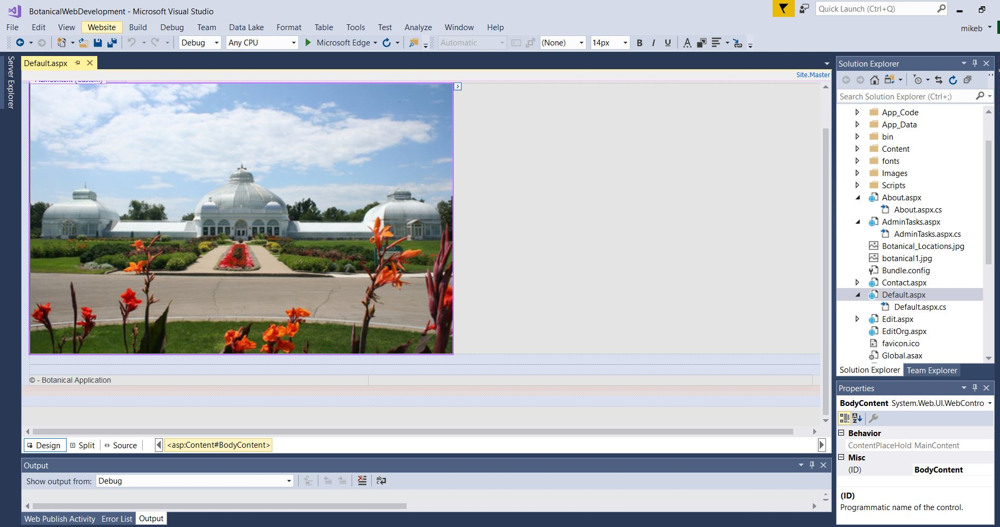 BotanicalWebDevelopment - Microsoft Visual Studio
Quick Launch (Ctrl+Q)
File Edit View Website Build Debug Team Data Lake Format Table Tools Test Analyze Window Help
mikeb
Debug Any CPU Microsoft Edge Automatic (None) 14px B I U A
Server Explorer
Default.aspx
Site.Master
MainContent (Custom)
© - Botanical Application
Design Split Source <asp:Content#BodyContent>
Output
Show output from: Debug
Web Publish Activity Error List Output
Solution Explorer
Search Solution Explorer (Ctrl+;)
App_Code
App_Data
bin
Content
fonts
Images
Scripts
About.aspx
About.aspx.cs
AdminTasks.aspx
AdminTasks.aspx.cs
Botanical_Locations.jpg
botanical1.jpg
Bundle.config
Contact.aspx
Default.aspx
Default.aspx.cs
Edit.aspx
EditOrg.aspx
favicon.ico
Global.asax
Solution Explorer Team Explorer
Properties
BodyContent System.Web.UI.WebContro
Behavior
ContentPlaceHold MainContent
Misc
(ID) BodyContent
(ID)
Programmatic name of the control.